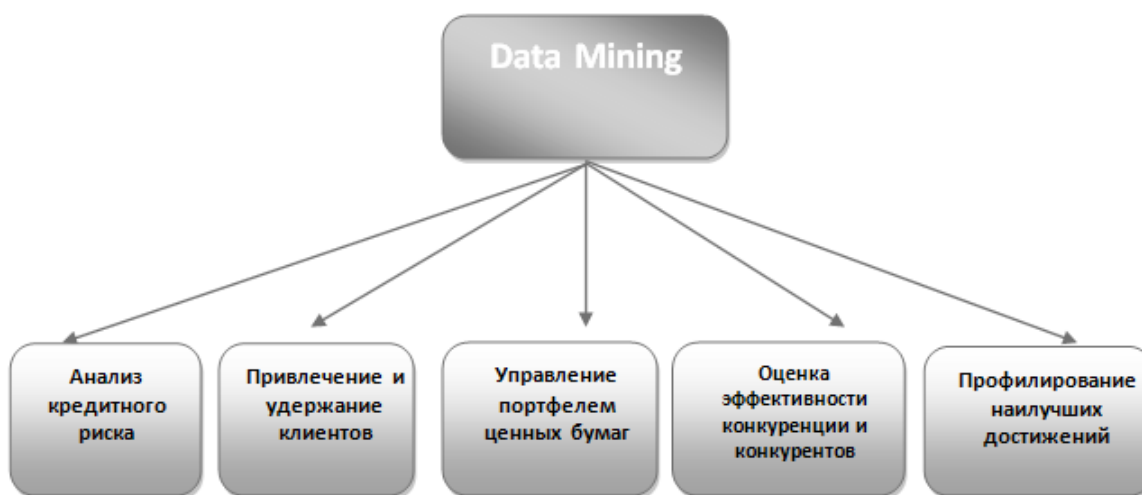 Data Mining
Анализ
кредитного
риска
Привлечение и
удержание
клиентов
Управление
портфелем
ценных бумаг
Оценка
эффективности
конкуренции и
конкурентов
Профилирование
наилучших
достижений